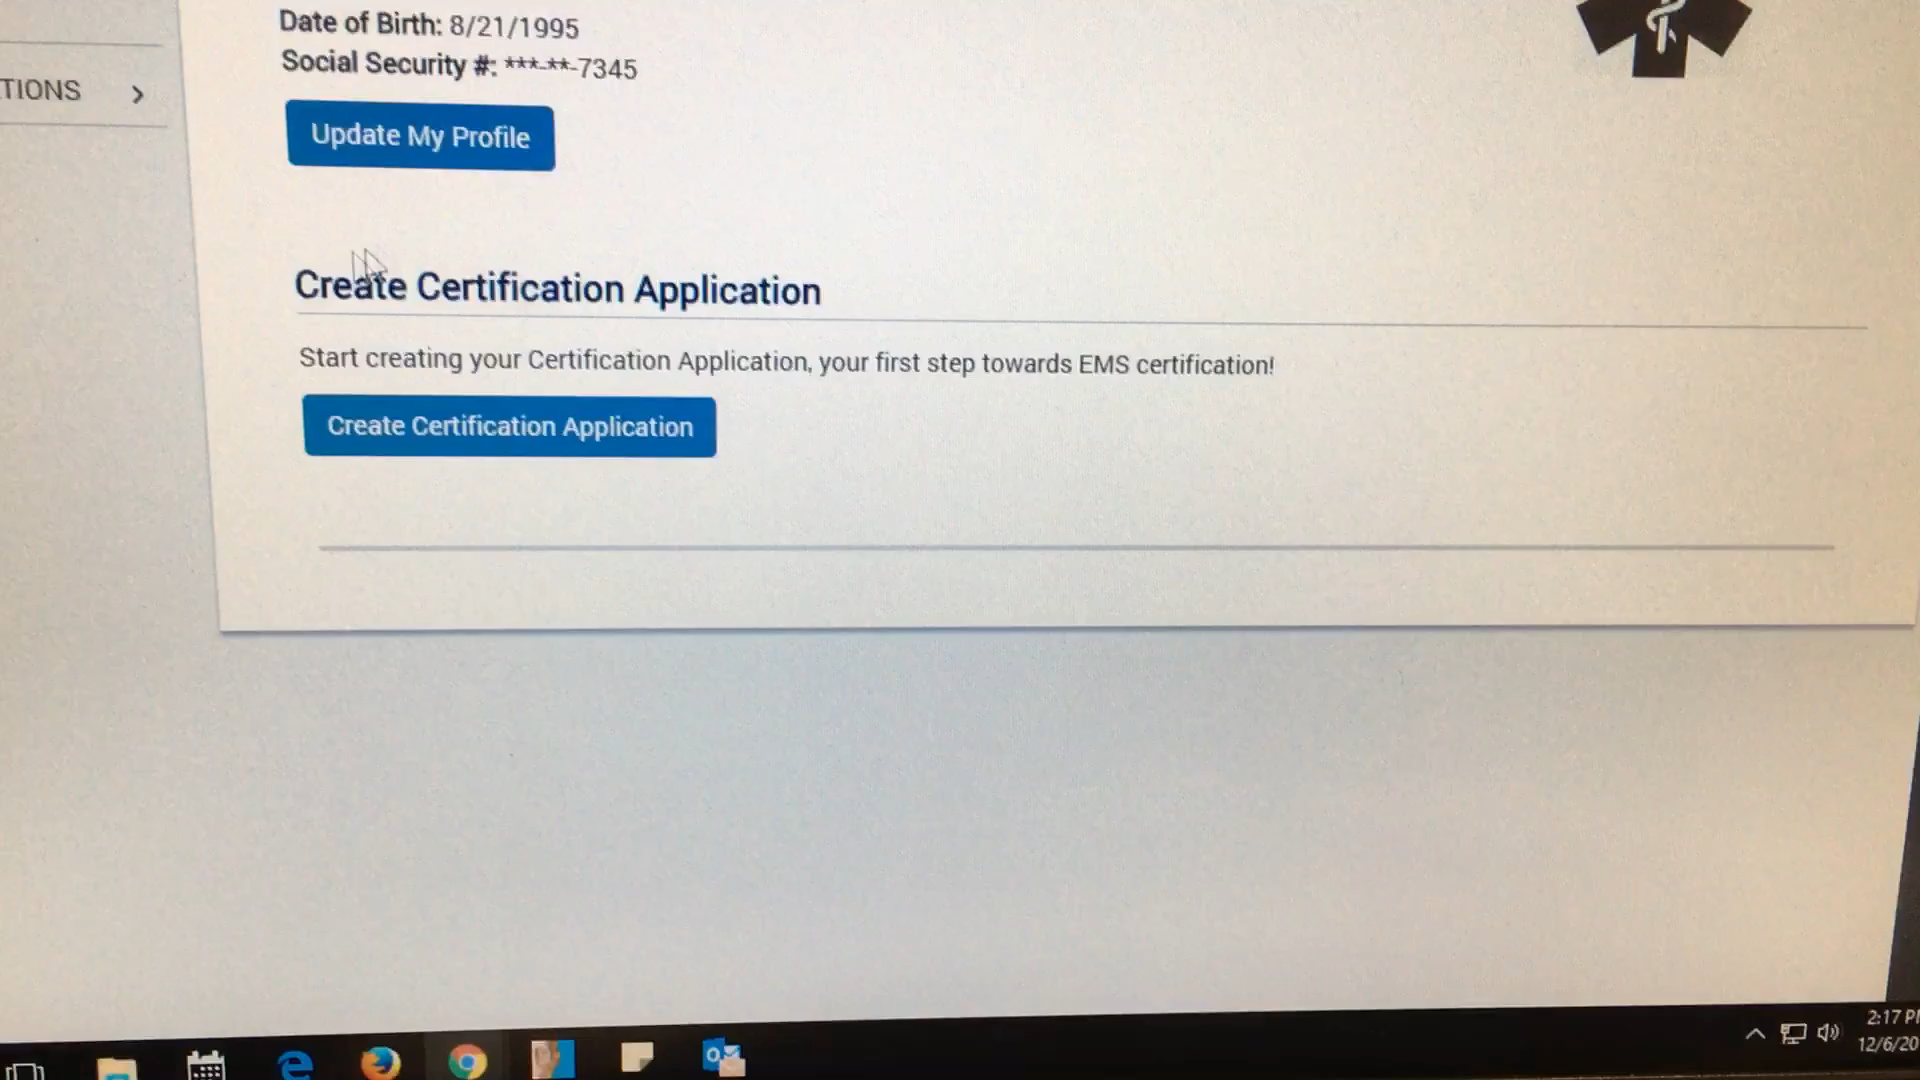 Date of Birth: 8/21/1995
Social Security #: ***-**-7345
TIONS
Update My Profile
Create Certification Application
Start creating your Certification Application, your first step towards EMS certification!
Create Certification Application
2:17 P
12/6/20